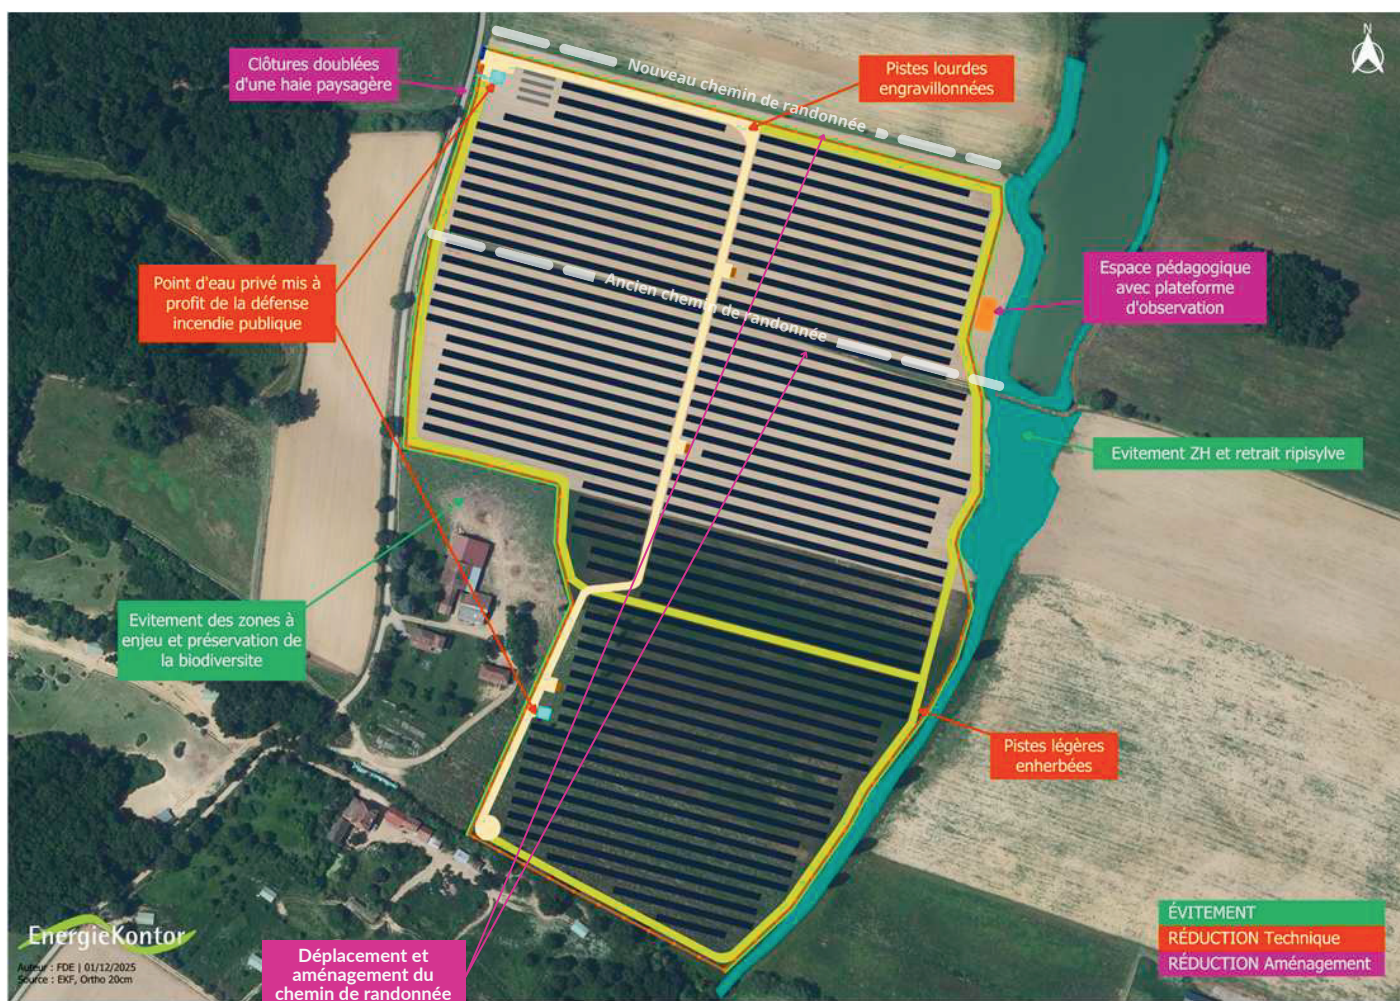 N
Clôtures doublées
d'une haie paysagère
Nouveau chemin de randonnée
Pistes lourdes
engravillonnées
Point d'eau privé mis à
profit de la défense
incendie publique
Ancien chemin de randonnée
Espace pédagogique
avec plateforme
d'observation
Evitement ZH et retrait ripisylve
Evitement des zones à
enjeu et préservation de
la biodiversite
Pistes légères
enherbées
Déplacement et
aménagement du
chemin de randonnée
EnergieKontor
Auteur : FDE | 01/12/2025
Source : EKF, Ortho 20cm
ÉVITEMENT
RÉDUCTION Technique
RÉDUCTION Aménagement